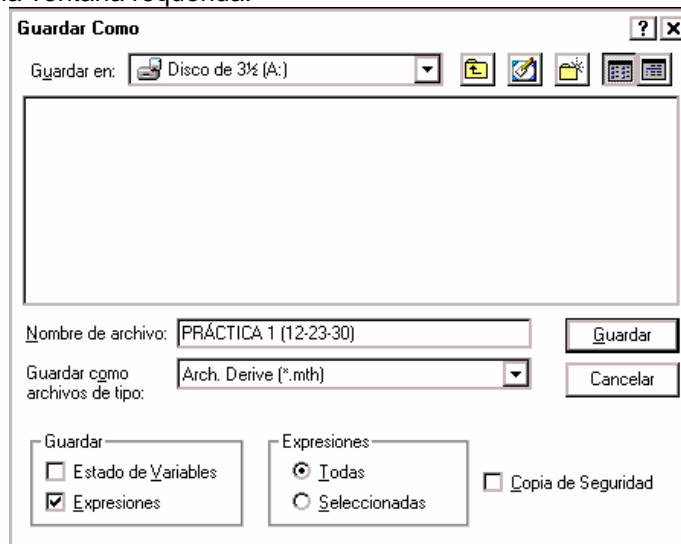 la ventana requerida.
Guardar Como
Guardar en: Disco de 3½ (A:)
Nombre de archivo: PRÁCTICA 1 (12-23-30) Guardar
Guardar como archivos de tipo: Arch. Derive (*.mth) Cancelar
Guardar Expresiones
Estado de Variables Todas
Copia de Seguridad
Expresiones Seleccionadas